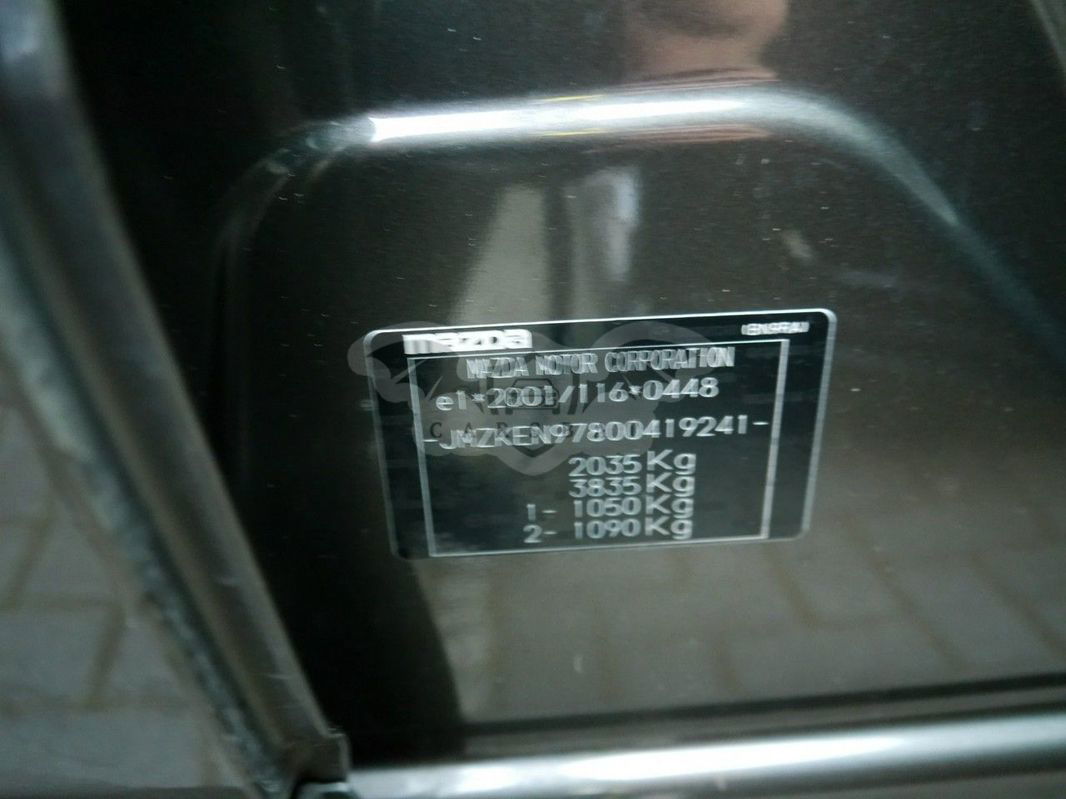 mazda
MAZDA MOTOR CORPORATION
e1*2001/116*0448
-JMZKEN97800419241-
2035 Kg
3835 Kg
1- 1050 Kg
2- 1090 Kg